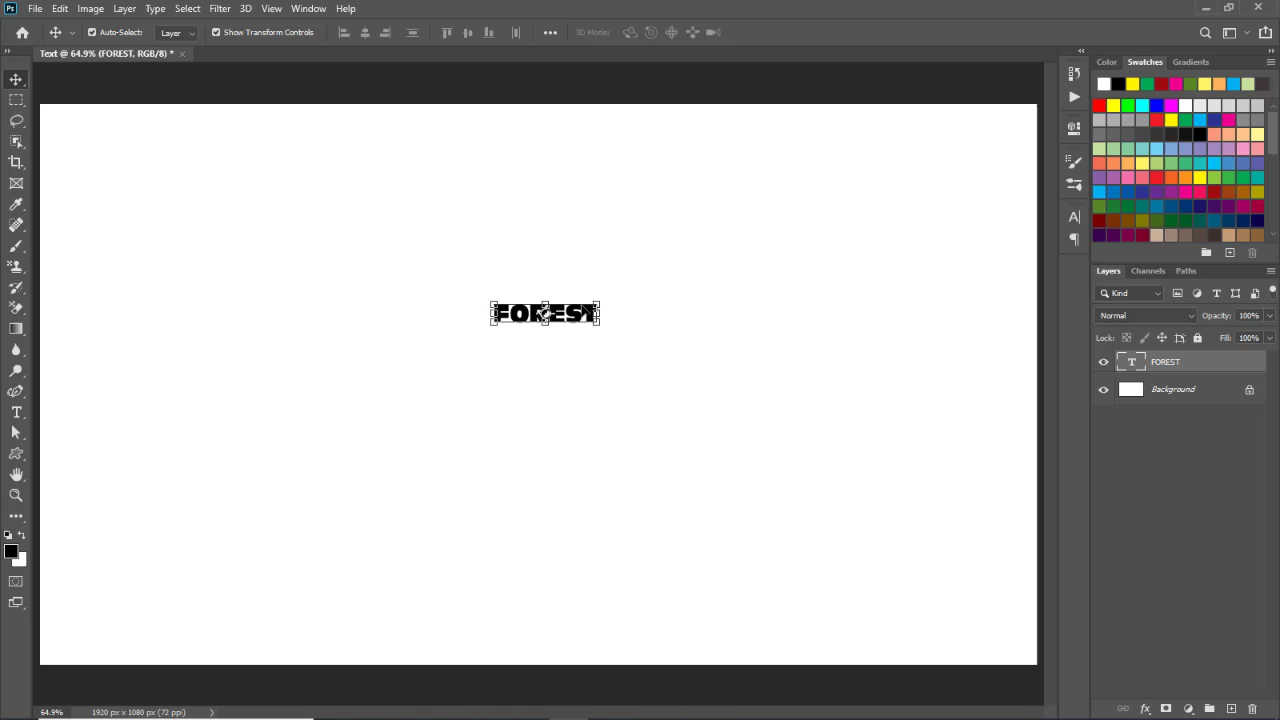 Ps File Edit Image Layer Type Select Filter 3D View Window Help
Auto-Select: Layer Show Transform Controls 3D Mode:
Text @ 64.9% (FOREST, RGB/8) *
Color Swatches Gradients
FOREST
Layers Channels Paths
Kind
Normal Opacity: 100%
Lock: Fill: 100%
T FOREST
Background
64.9% 1920 px x 1080 px (72 ppi)